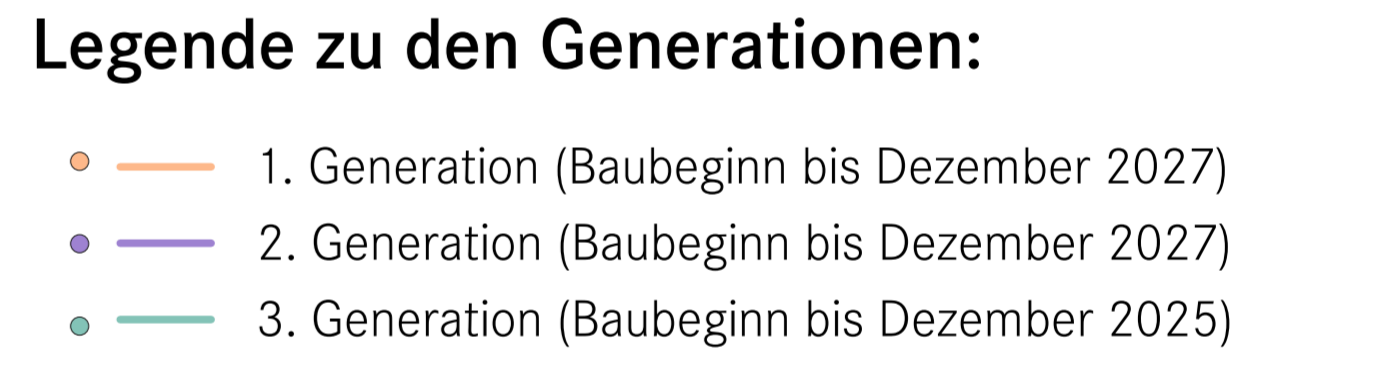 Legende zu den Generationen:
1. Generation (Baubeginn bis Dezember 2027)
2. Generation (Baubeginn bis Dezember 2027)
3. Generation (Baubeginn bis Dezember 2025)